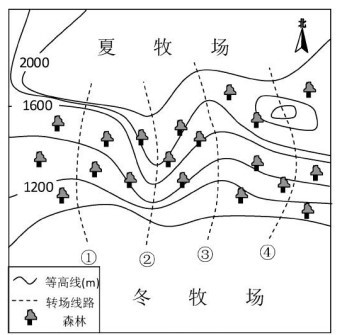 北
夏 牧 场
2000
1600
1200
① ② ③ ④
等高线(m)
转场线路
森林
冬 牧 场